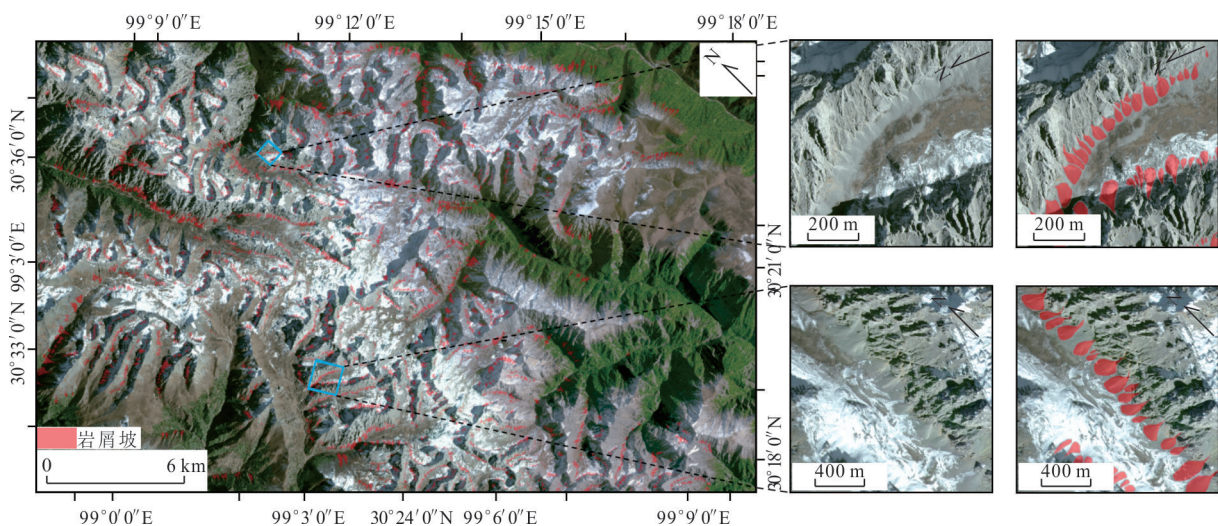 99°9′0″E
99°12′0″E
99°15′0″E
99°18′0″E
N
30°36′0″N
99°3′0″E
30°33′0″N
30°21′0″N
30°18′0″N
岩屑坡
0
6 km
99°0′0″E
99°3′0″E
30°24′0″N
99°6′0″E
99°9′0″E
200 m
200 m
400 m
400 m